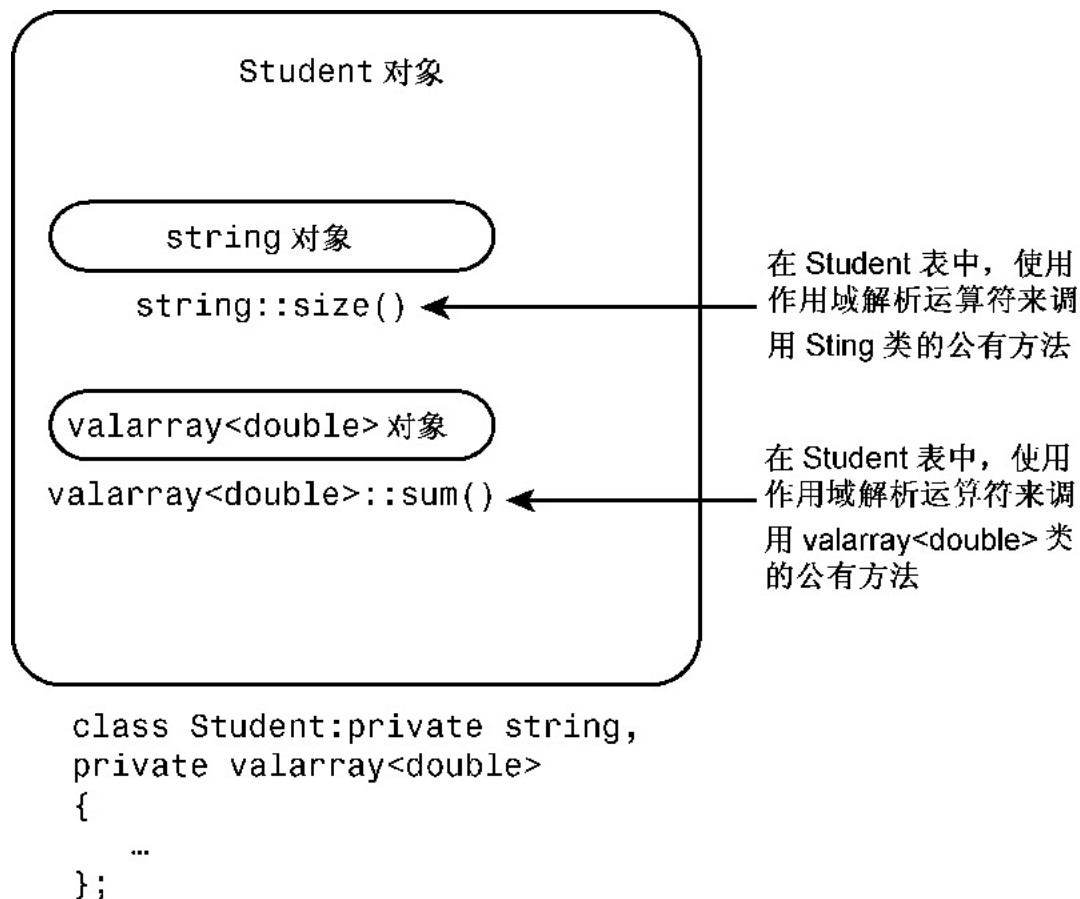 Student 对象
string 对象
string::size()
在 Student 表中，使用
作用域解析运算符来调
用 Sting 类的公有方法
valarray<double> 对象
valarray<double>::sum()
在 Student 表中，使用
作用域解析运算符来调
用 valarray<double> 类
的公有方法
class Student:private string,
private valarray<double>
{
…
};